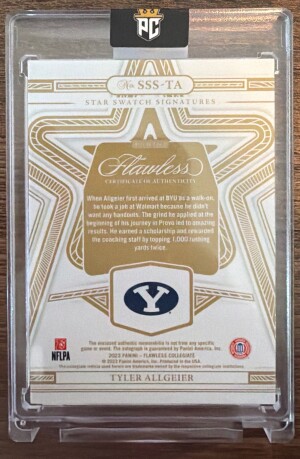 PC
No. SSS-TA
STAR SWATCH SIGNATURES
PANINI
Flawless
CERTIFICATE OF AUTHENTICITY
When Allgeier first arrived at BYU as a walk-on,
he took a job at Walmart because he didn't
want any handouts. The grind he applied at the
beginning of his journey in Provo led to amazing
results. He earned a scholarship and rewarded
the coaching staff by topping 1,000 rushing
yards twice.
Y
The enclosed authentic memorabilia is not from any specific
game or event. The autograph is guaranteed by Panini America, Inc.
2023 PANINI - FLAWLESS COLLEGIATE
© 2023 Panini America, Inc. Produced in the USA.
NFLPA
TYLER ALLGEIER